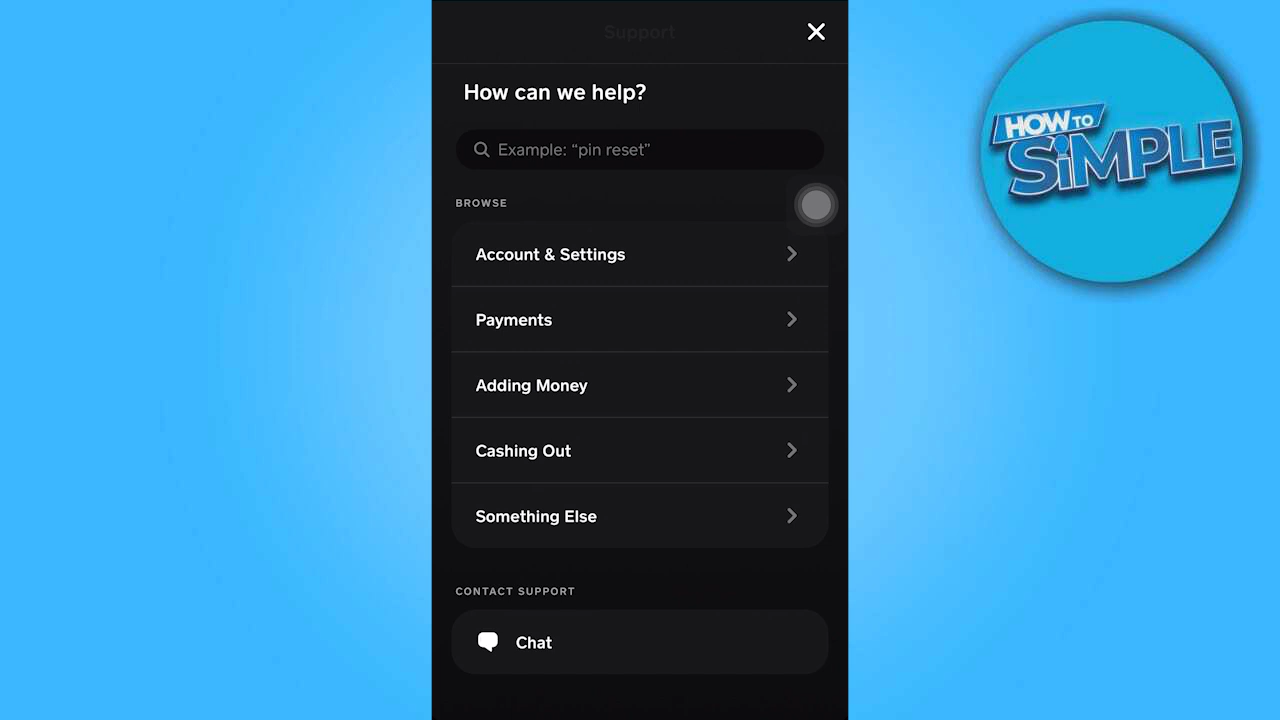 Support
How can we help?
Example: “pin reset”
BROWSE
Account & Settings
Payments
Adding Money
Cashing Out
Something Else
CONTACT SUPPORT
Chat
HOW TO
SiMPLE